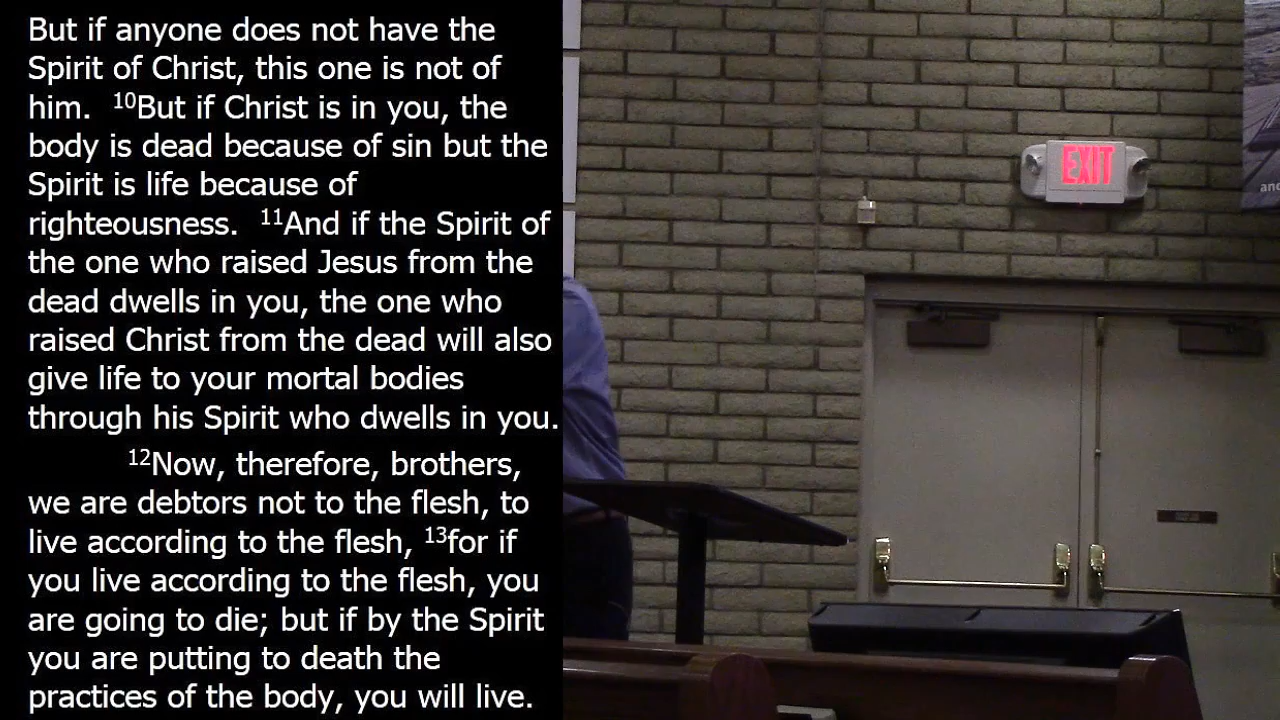 But if anyone does not have the
Spirit of Christ, this one is not of
him. ¹⁰But if Christ is in you, the
body is dead because of sin but the
Spirit is life because of
righteousness. ¹¹And if the Spirit of
the one who raised Jesus from the
dead dwells in you, the one who
raised Christ from the dead will also
give life to your mortal bodies
through his Spirit who dwells in you.
¹²Now, therefore, brothers,
we are debtors not to the flesh, to
live according to the flesh, ¹³for if
you live according to the flesh, you
are going to die; but if by the Spirit
you are putting to death the
practices of the body, you will live.
EXIT
and